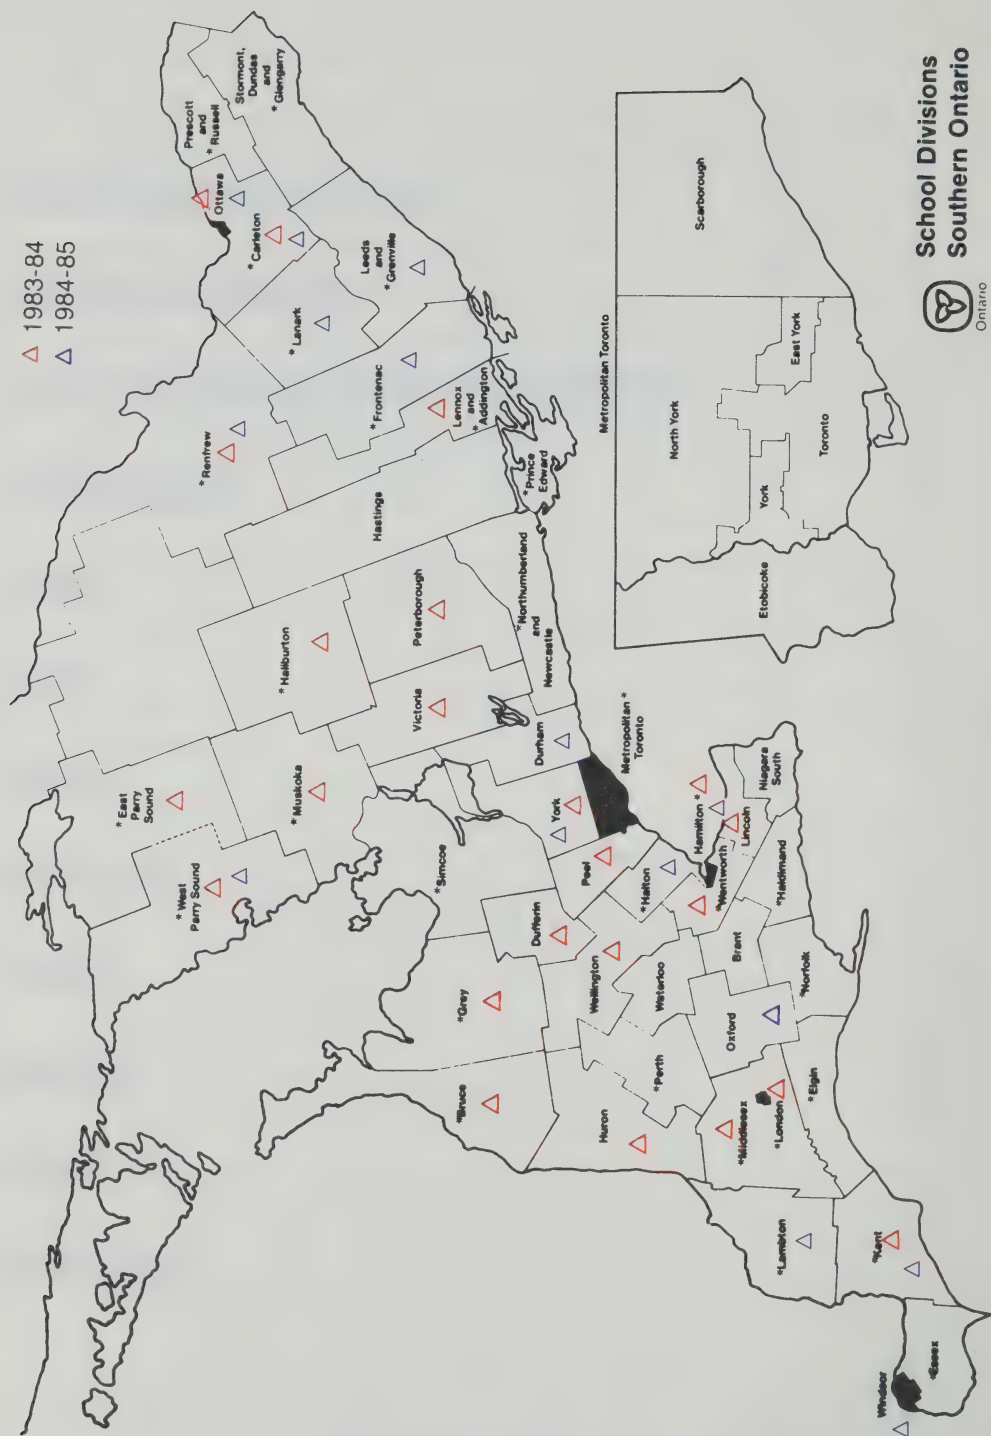 △ 1983-84
△ 1984-85
Stormont,
Dundas
and
* Glengarry
Prescott
and
* Russell
Ottawa
* Carleton
Leeds
and
* Grenville
* Lanark
* Frontenac
Lennox
and
* Addington
* Renfrew
Hastings
* Prince
Edward
Peterborough
* Northumberland
and
Newcastle
* Haliburton
Victoria
Durham
Metropolitan *
Toronto
* East
Parry
Sound
* Muskoka
* West
Parry Sound
* Simcoe
York
Peel
* Halton
Hamilton *
* Wentworth
Lincoln
Niagara
South
* Haldimand
Dufferin
Wellington
Waterloo
Brant
* Norfolk
* Grey
* Bruce
Huron
* Perth
Oxford
* Middlesex
* London
* Elgin
* Lambton
* Kent
Windsor
* Essex
Metropolitan Toronto
Scarborough
North York
East York
York
Toronto
Etobicoke
Ontario
School Divisions
Southern Ontario